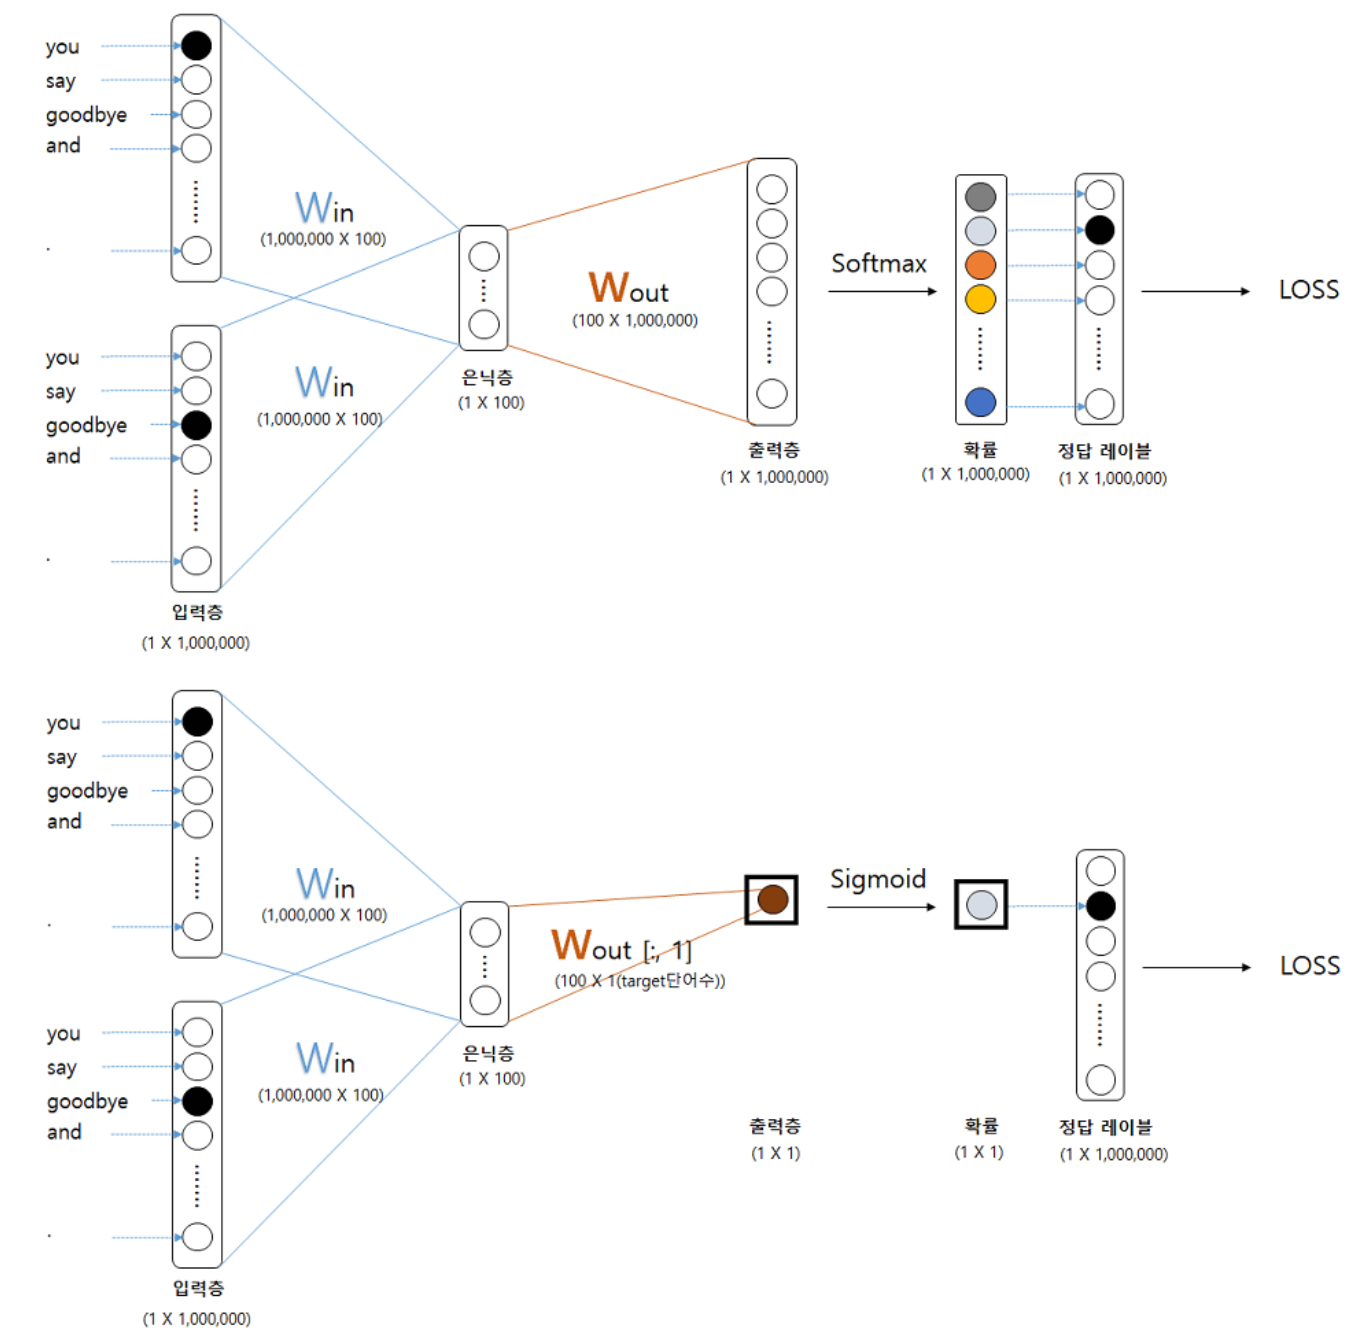 you
say
goodbye
and
.
Win
(1,000,000 X 100)
you
say
goodbye
and
.
Win
(1,000,000 X 100)
입력층
(1 X 1,000,000)
은닉층
(1 X 100)
Wout
(100 X 1,000,000)
출력층
(1 X 1,000,000)
Softmax
확률
(1 X 1,000,000)
정답 레이블
(1 X 1,000,000)
LOSS
you
say
goodbye
and
.
Win
(1,000,000 X 100)
you
say
goodbye
and
.
Win
(1,000,000 X 100)
입력층
(1 X 1,000,000)
은닉층
(1 X 100)
Wout [:, 1]
(100 X 1(target단어수))
출력층
(1 X 1)
Sigmoid
확률
(1 X 1)
정답 레이블
(1 X 1,000,000)
LOSS